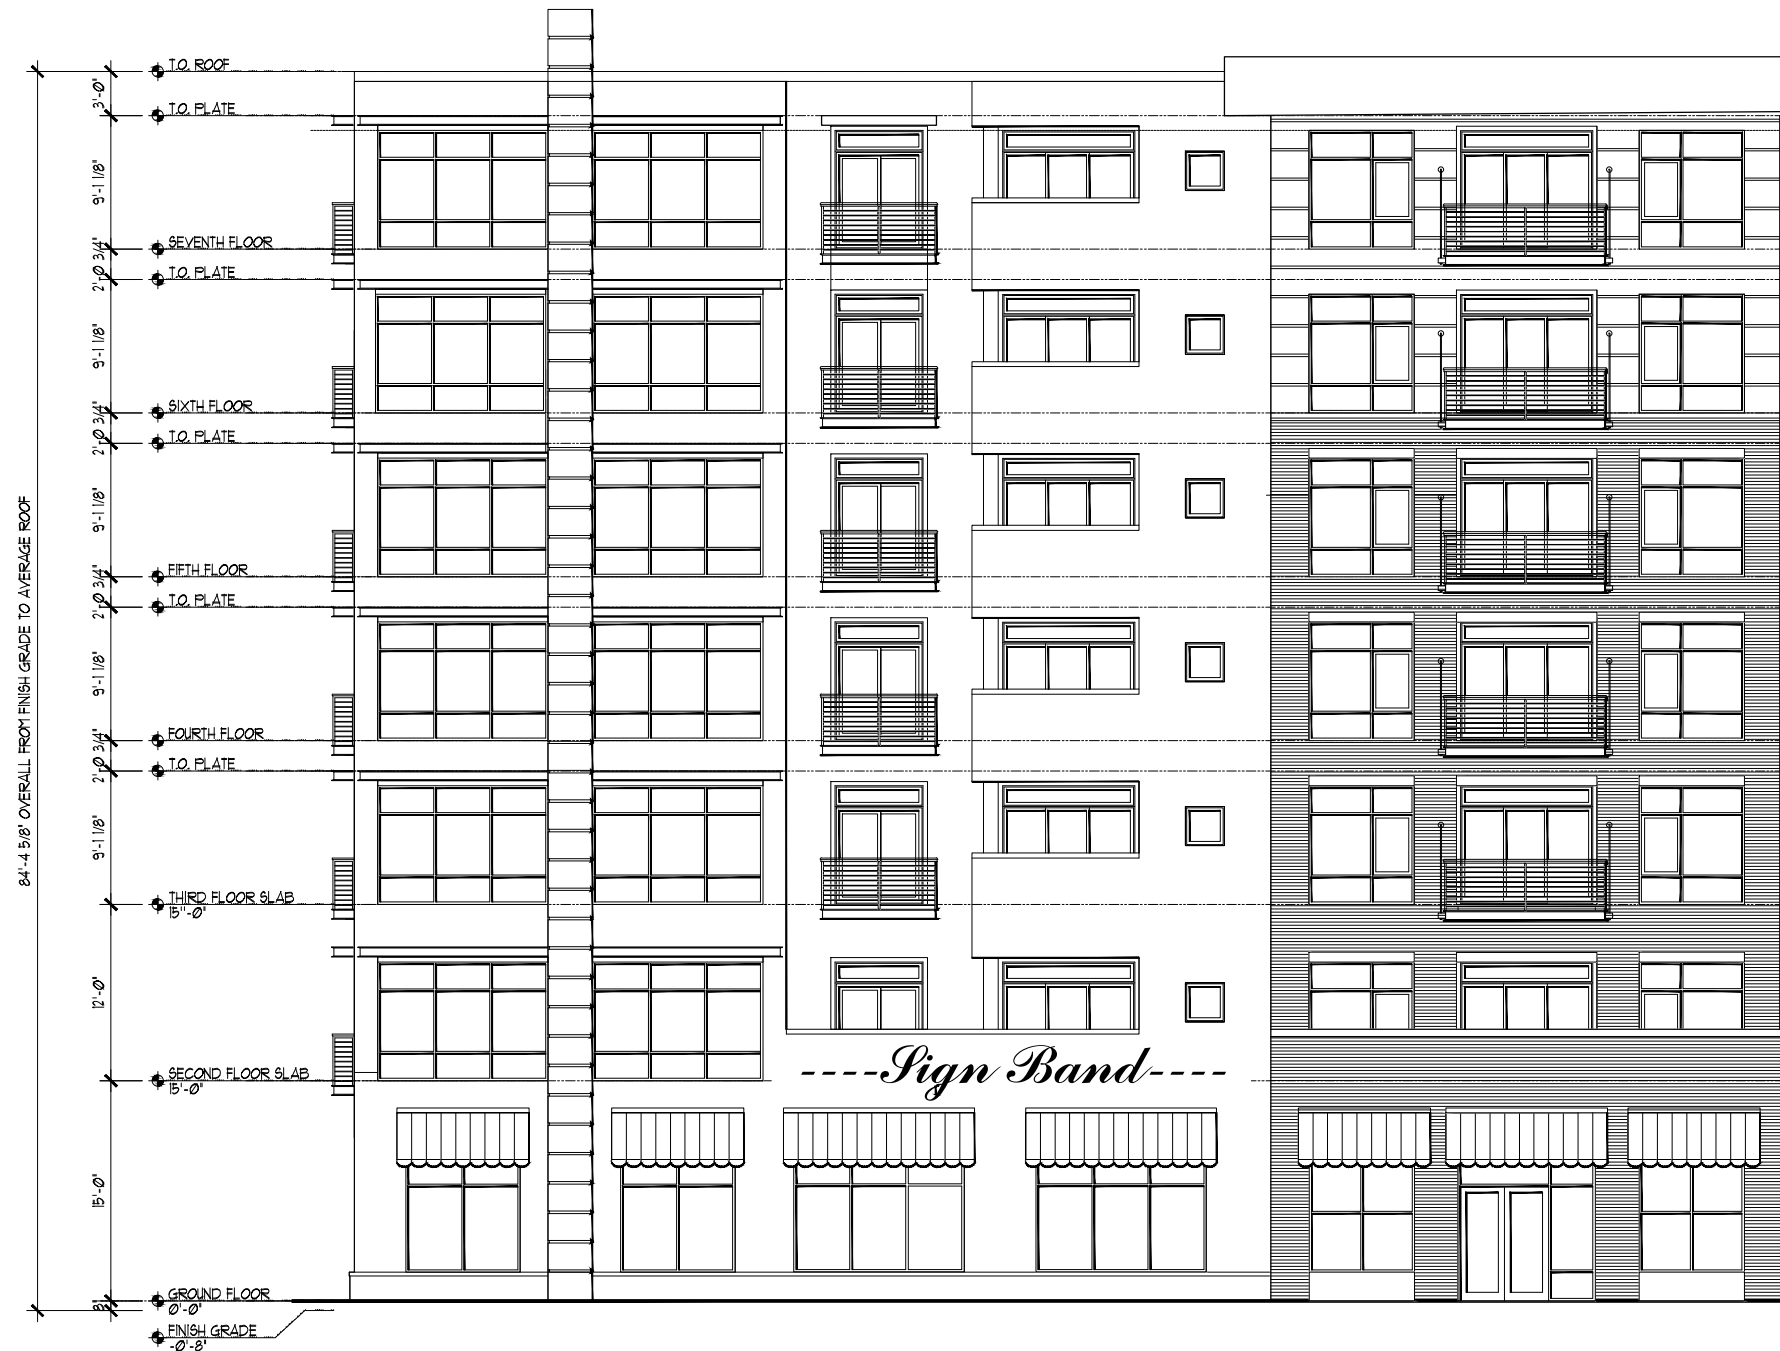 T.O. ROOF
3'-0"
T.O. PLATE
9'-1 1/8"
SEVENTH FLOOR
2'-0 3/4"
T.O. PLATE
9'-1 1/8"
SIXTH FLOOR
2'-0 3/4"
T.O. PLATE
9'-1 1/8"
FIFTH FLOOR
2'-0 3/4"
T.O. PLATE
9'-1 1/8"
FOURTH FLOOR
2'-0 3/4"
T.O. PLATE
9'-1 1/8"
THIRD FLOOR SLAB
15"-0"
12'-0"
SECOND FLOOR SLAB
15'-0"
15'-0"
GROUND FLOOR
0'-0"
8"
FINISH GRADE
-0'-8"
84'-4 5/8" OVERALL FROM FINISH GRADE TO AVERAGE ROOF
----Sign Band----